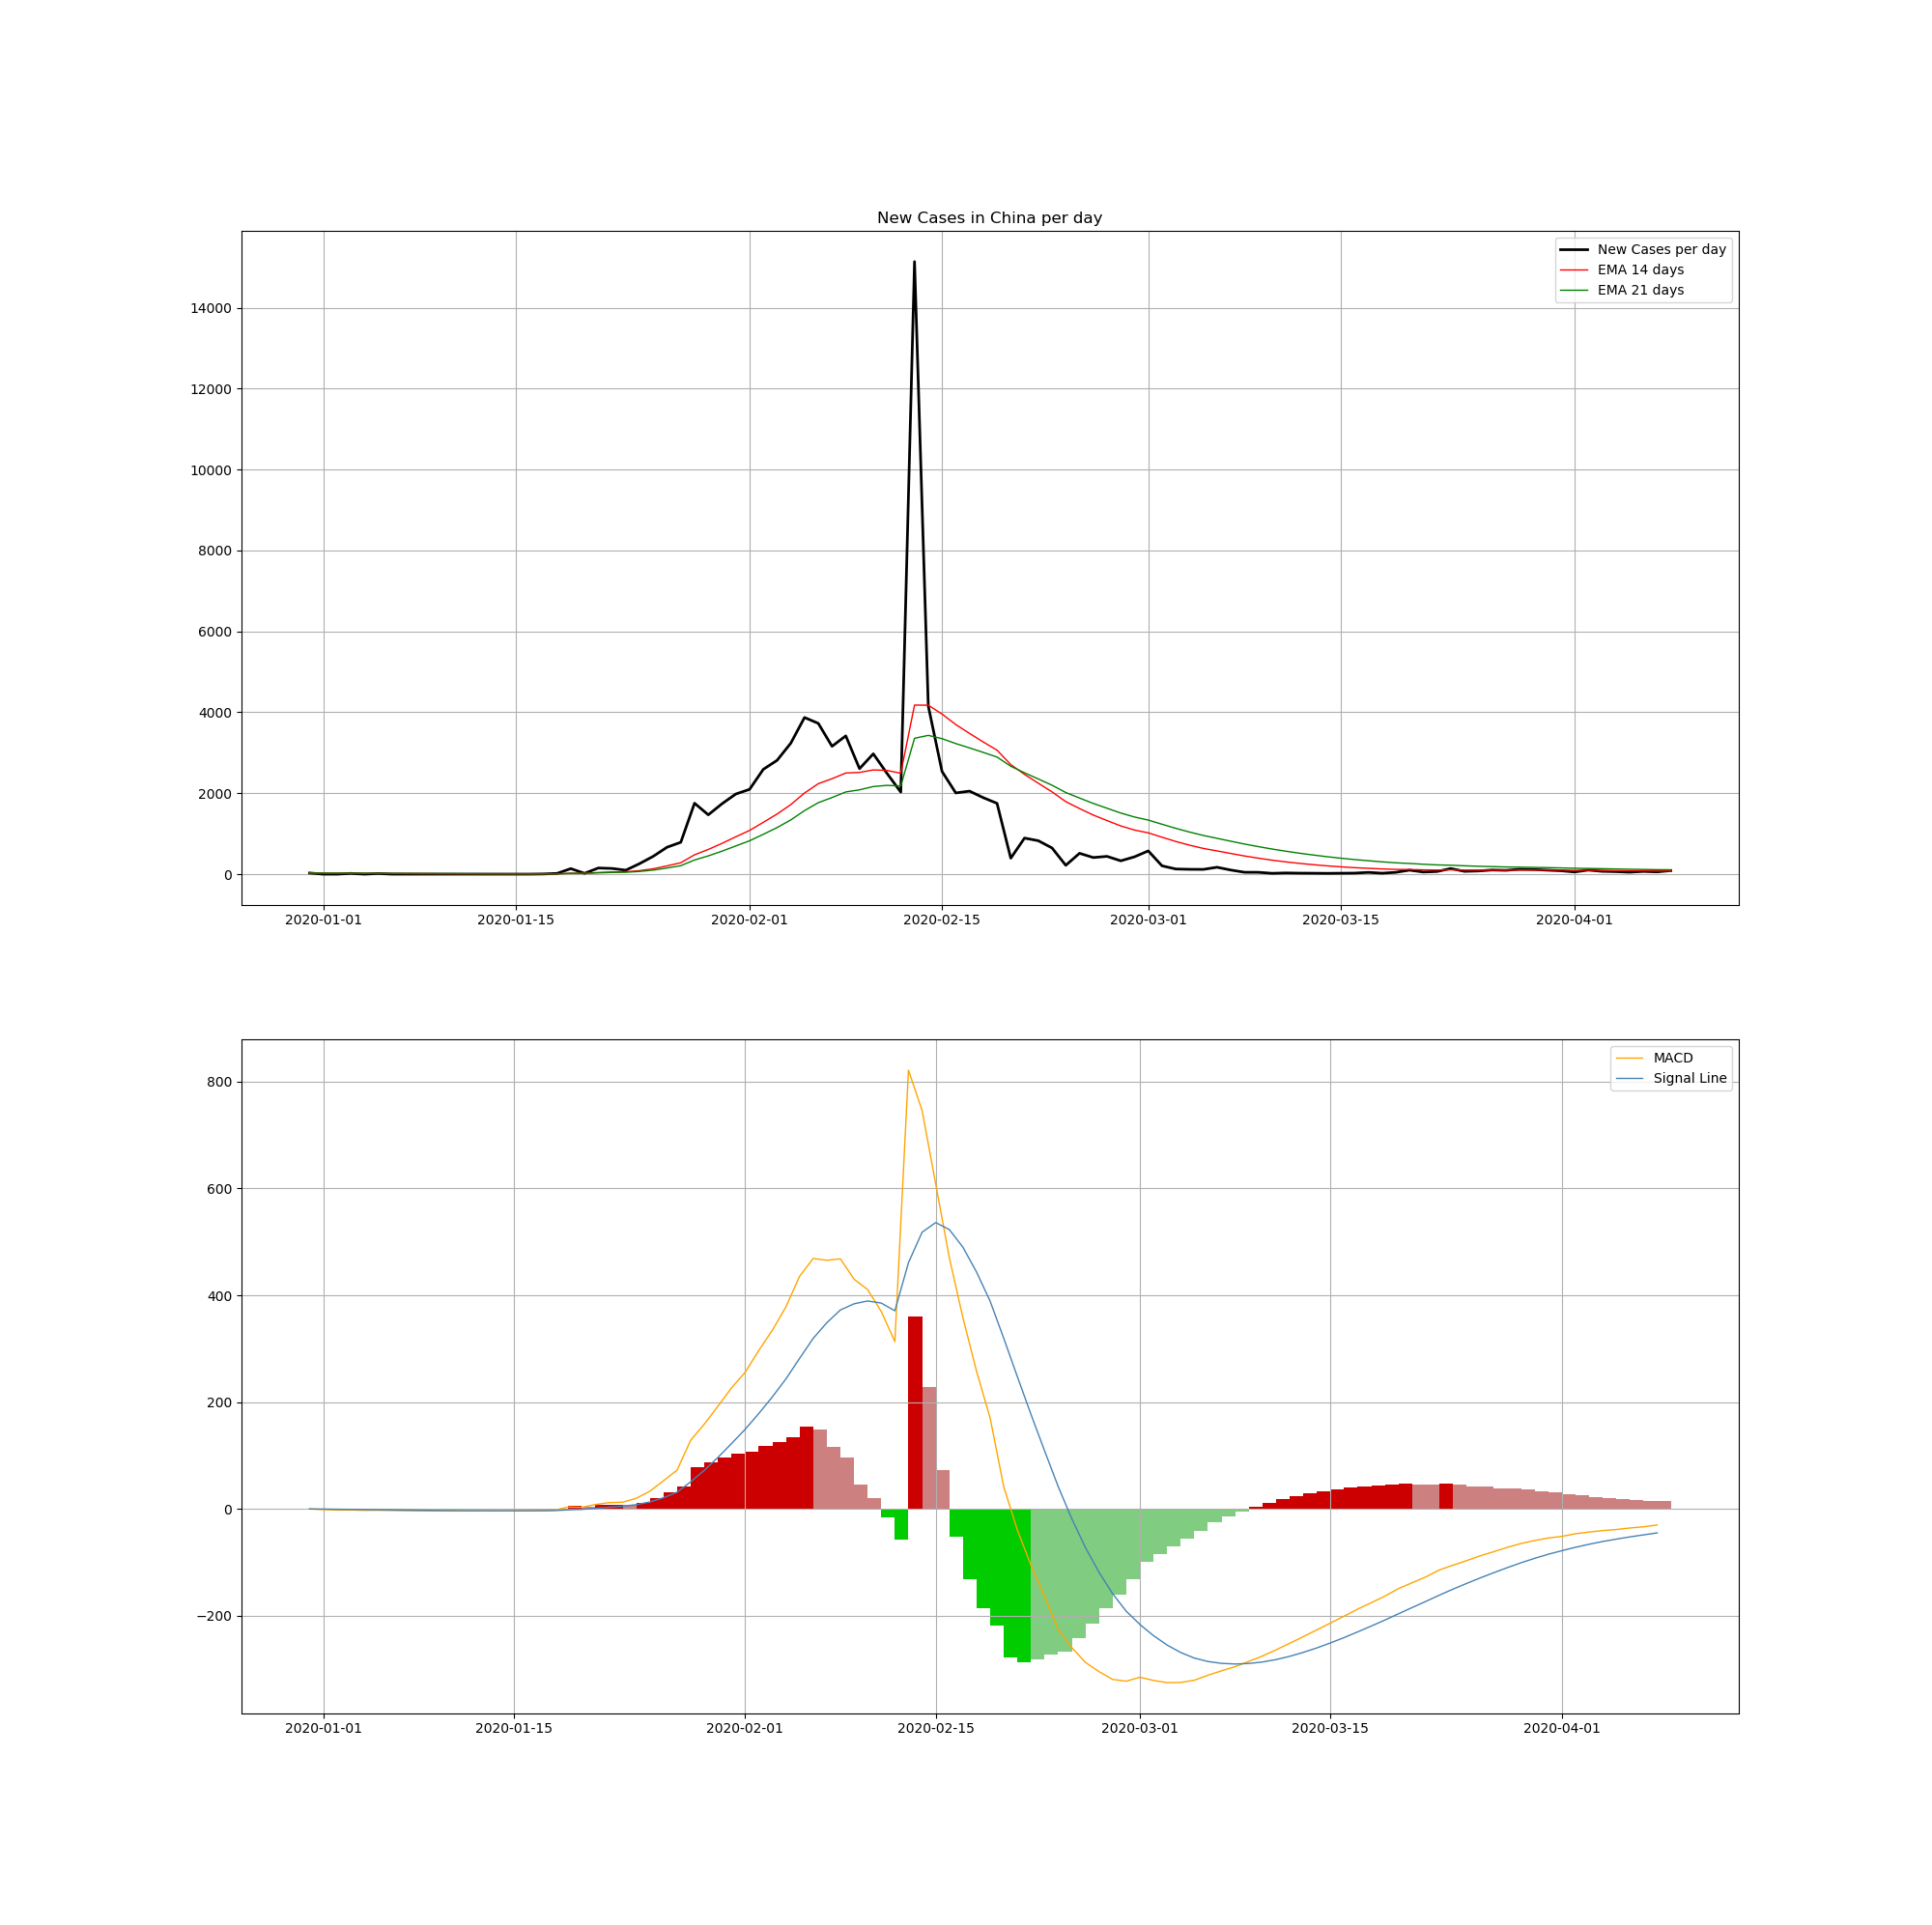 New Cases in China per day
New Cases per day
EMA 14 days
EMA 21 days
14000
12000
10000
8000
6000
4000
2000
0
2020-01-01 2020-01-15 2020-02-01 2020-02-15 2020-03-01 2020-03-15 2020-04-01
MACD
Signal Line
800
600
400
200
0
−200
2020-01-01 2020-01-15 2020-02-01 2020-02-15 2020-03-01 2020-03-15 2020-04-01